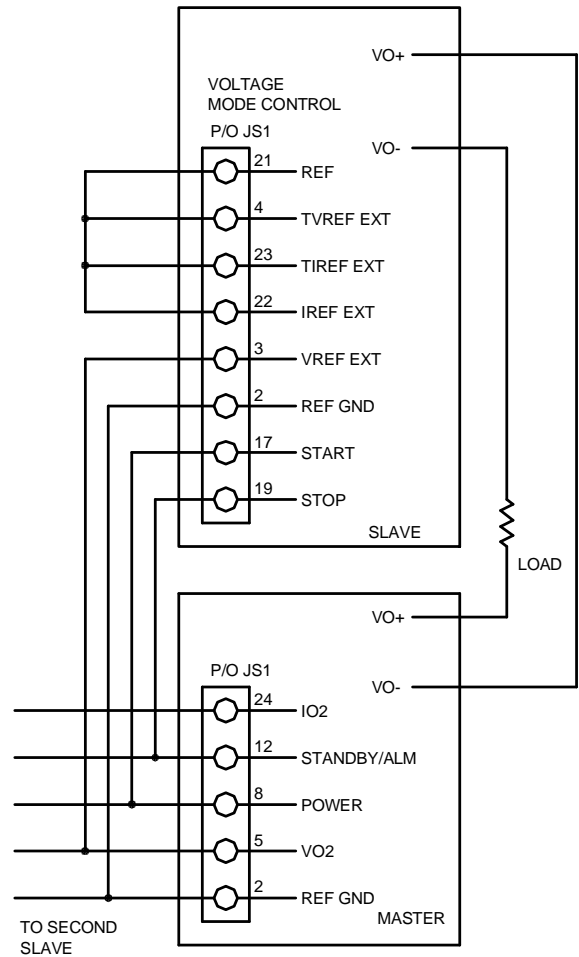 VO+
VOLTAGE
MODE CONTROL
P/O JS1
VO-
21 REF
4 TVREF EXT
23 TIREF EXT
22 IREF EXT
3 VREF EXT
2 REF GND
17 START
19 STOP
SLAVE
LOAD
VO+
P/O JS1
VO-
24 IO2
12 STANDBY/ALM
8 POWER
5 VO2
2 REF GND
MASTER
TO SECOND
SLAVE